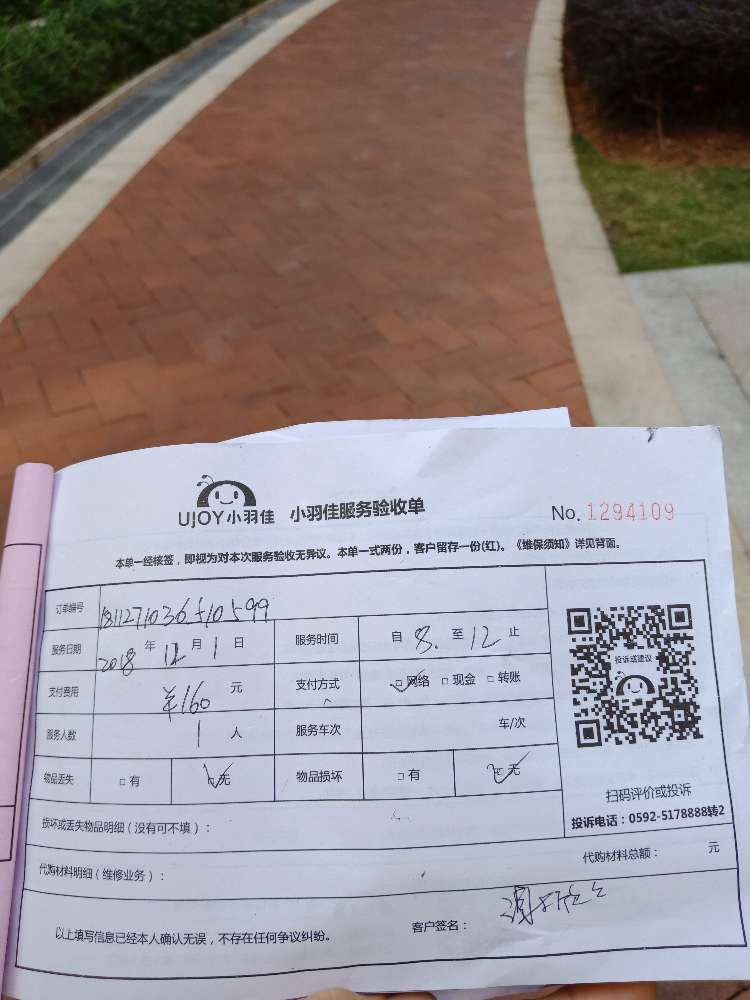 UJOY小羽佳 小羽佳服务验收单 No. 1294109
本单一经核签，即视为对本次服务验收无异议。本单一式两份，客户留存一份(红)。《维保须知》详见背面。
订单编号
服务日期 2018 年 12 月 1 日 服务时间 自 8 至 12 止
支付费用 ¥160 元 支付方式 □网络 □现金 □转账
服务人数 1 人 服务车次 车/次
物品丢失 □有 □无 物品损坏 □有 □无
投诉或建议
扫码评价或投诉
投诉电话：0592-5178888转2
损坏或丢失物品明细（没有可不填）：
代购材料明细（维修业务）： 代购材料总额： 元
以上填写信息已经本人确认无误，不存在任何争议纠纷。 客户签名：